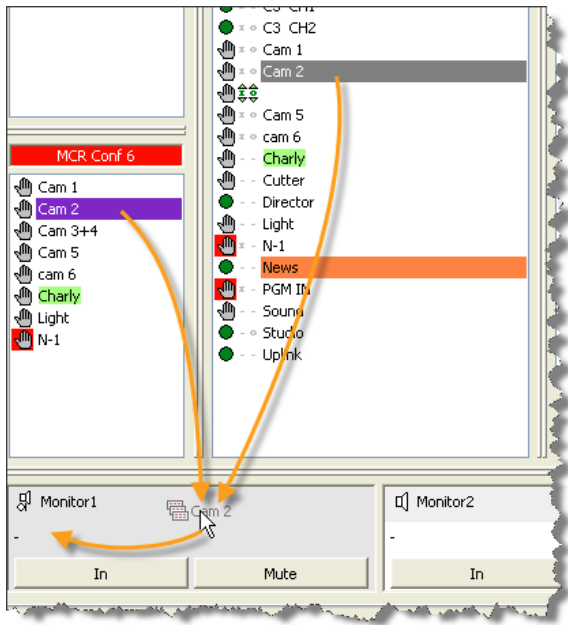 C3 CH1
C3 CH2
Cam 1
Cam 2
Cam 5
cam 6
Charly
Cutter
Director
Light
N-1
News
PGM IN
Sound
Studio
Uplink
MCR Conf 6
Cam 1
Cam 2
Cam 3+4
Cam 5
cam 6
Charly
Light
N-1
Monitor1
Cam 2
-
In
Mute
Monitor2
-
In